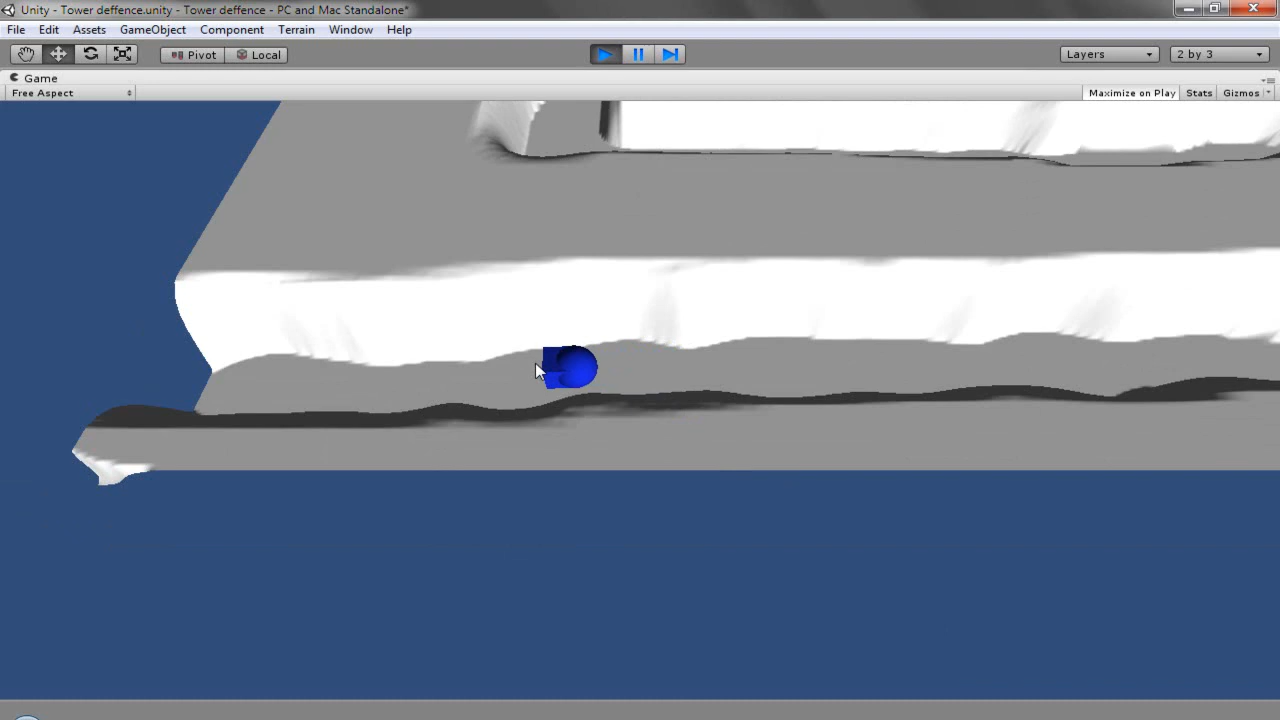 Unity - Tower deffence.unity - Tower deffence - PC and Mac Standalone*
File Edit Assets GameObject Component Terrain Window Help
Pivot Local Layers 2 by 3
Game
Free Aspect Maximize on Play Stats Gizmos